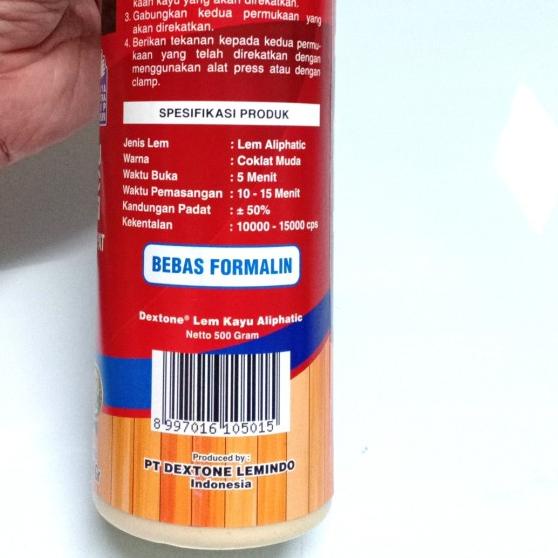 kaan kayu yang akan direkatkan.
3. Gabungkan kedua permukaan yang
akan direkatkan.
4. Berikan tekanan kepada kedua permu-
kaan yang telah direkatkan dengan
menggunakan alat press atau dengan
clamp.
SPESIFIKASI PRODUK
Jenis Lem : Lem Aliphatic
Warna : Coklat Muda
Waktu Buka : 5 Menit
Waktu Pemasangan : 10 - 15 Menit
Kandungan Padat : ± 50%
Kekentalan : 10000 - 15000 cps
BEBAS FORMALIN
Dextone® Lem Kayu Aliphatic
Netto 500 Gram
8 997016 105015
Produced by :
PT DEXTONE LEMINDO
Indonesia